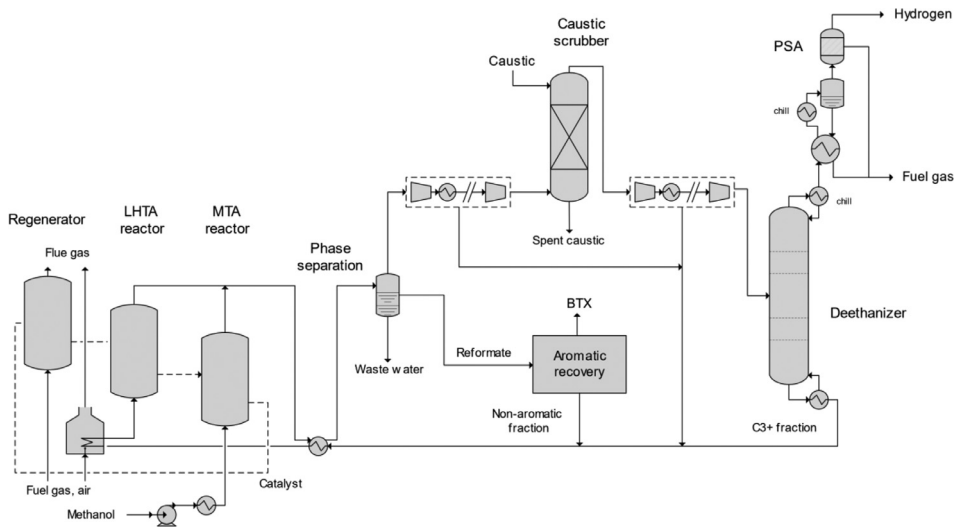 Hydrogen
PSA
Caustic
scrubber
Caustic
chill
Fuel gas
chill
Regenerator
LHTA
reactor
MTA
reactor
Flue gas
Phase
separation
Spent caustic
Deethanizer
BTX
Waste water
Reformate
Aromatic
recovery
Non-aromatic
fraction
C3+ fraction
Catalyst
Fuel gas, air
Methanol